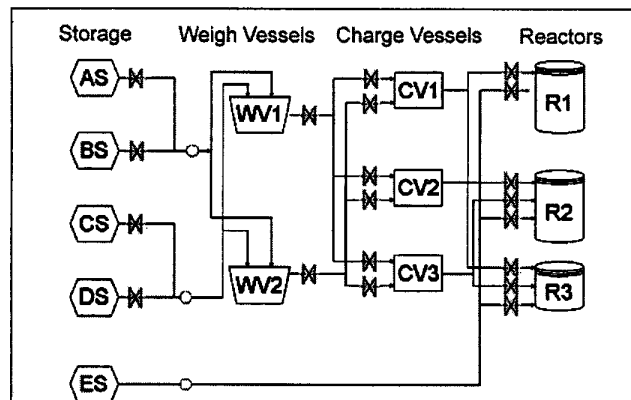 Storage Weigh Vessels Charge Vessels Reactors
AS
BS
CS
DS
ES
WV1
WV2
CV1
CV2
CV3
R1
R2
R3